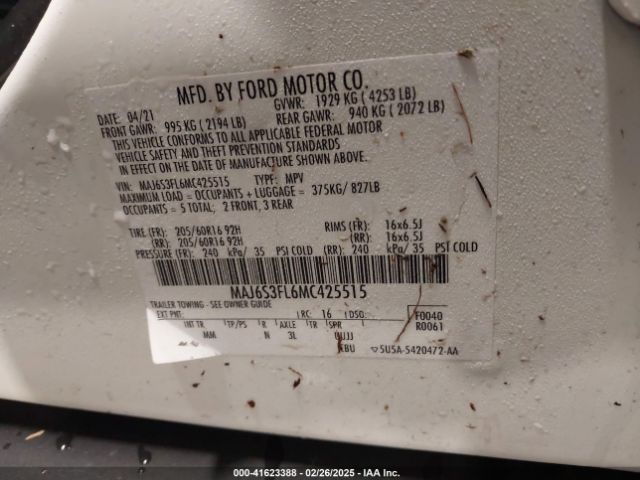 MFD. BY FORD MOTOR CO.
DATE: 04/21 GVWR: 1929 KG ( 4253 LB)
FRONT GAWR: 995 KG ( 2194 LB) REAR GAWR: 940 KG ( 2072 LB)
THIS VEHICLE CONFORMS TO ALL APPLICABLE FEDERAL MOTOR
VEHICLE SAFETY AND THEFT PREVENTION STANDARDS
IN EFFECT ON THE DATE OF MANUFACTURE SHOWN ABOVE.
VIN: MAJ6S3FL6MC425515 TYPE: MPV
MAXIMUM LOAD = OCCUPANTS + LUGGAGE = 375KG/ 827LB
OCCUPANTS = 5 TOTAL; 2 FRONT, 3 REAR
TIRE (FR): 205/60R16 92H RIMS (FR): 16x6.5J
(RR): 205/60R16 92H (RR): 16x6.5J
PRESSURE (FR): 240 kPa/ 35 PSI COLD (RR): 240 kPa/ 35 PSI COLD
MAJ6S3FL6MC425515
TRAILER TOWING - SEE OWNER GUIDE
EXT PNT: RC: 16 DSO: F0040
R0061
INT TR TP/PS R AXLE TR SPR
MM N 3L UUJJ
KBU 5U5A-5420472-AA
00-41623388 - 02/26/2025 - IAA Inc.